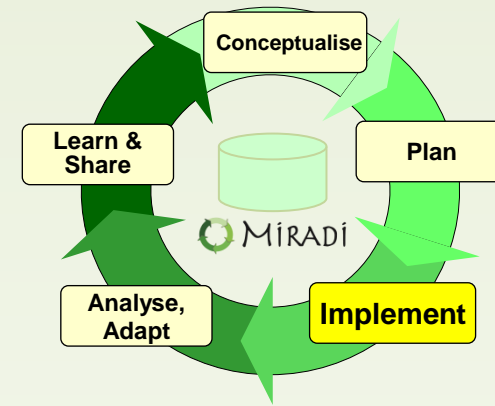 Conceptualise
Plan
Implement
Analyse,
Adapt
Learn &
Share
MIRADI